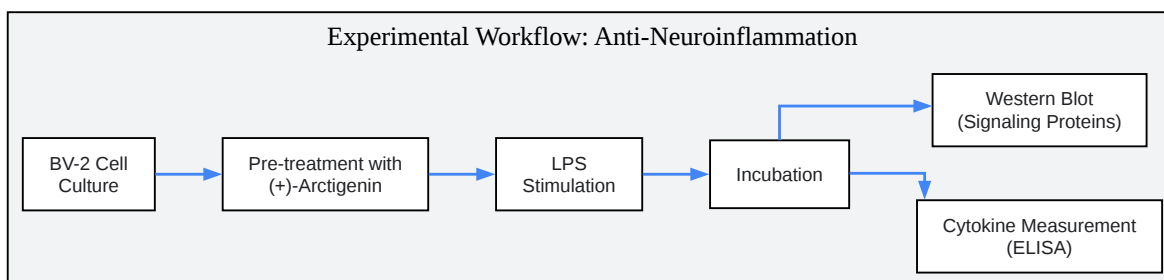 Experimental Workflow: Anti-Neuroinflammation
BV-2 Cell
Culture
Pre-treatment with
(+)-Arctigenin
LPS
Stimulation
Incubation
Western Blot
(Signaling Proteins)
Cytokine Measurement
(ELISA)